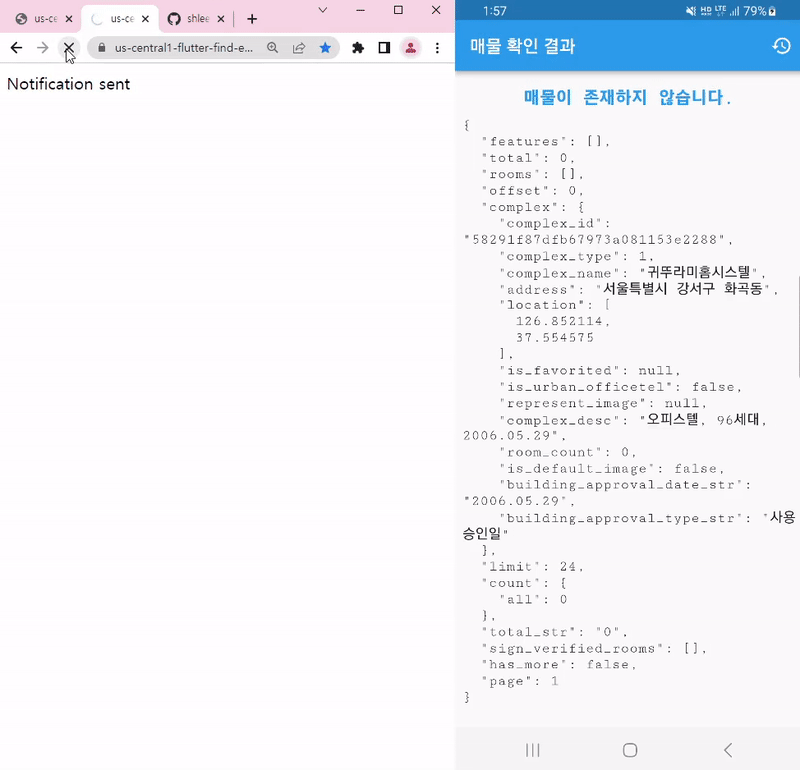 us-ce
us-ce
shlee
us-central1-flutter-find-e...
Notification sent
1:57
HD LTE
79%
매물 확인 결과
매물이 존재하지 않습니다.
{
"features": [],
"total": 0,
"rooms": [],
"offset": 0,
"complex": {
"complex_id":
"58291f87dfb67973a081153e2288",
"complex_type": 1,
"complex_name": "귀뚜라미홈시스텔",
"address": "서울특별시 강서구 화곡동",
"location": [
126.852114,
37.554575
],
"is_favorited": null,
"is_urban_officetel": false,
"represent_image": null,
"complex_desc": "오피스텔, 96세대,
2006.05.29",
"room_count": 0,
"is_default_image": false,
"building_approval_date_str":
"2006.05.29",
"building_approval_type_str": "사용
승인일"
},
"limit": 24,
"count": {
"all": 0
},
"total_str": "0",
"sign_verified_rooms": [],
"has_more": false,
"page": 1
}